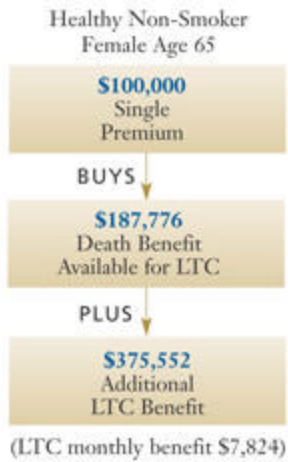 Healthy Non-Smoker
Female Age 65
$100,000
Single
Premium
BUYS
$187,776
Death Benefit
Available for LTC
PLUS
$375,552
Additional
LTC Benefit
(LTC monthly benefit $7,824)